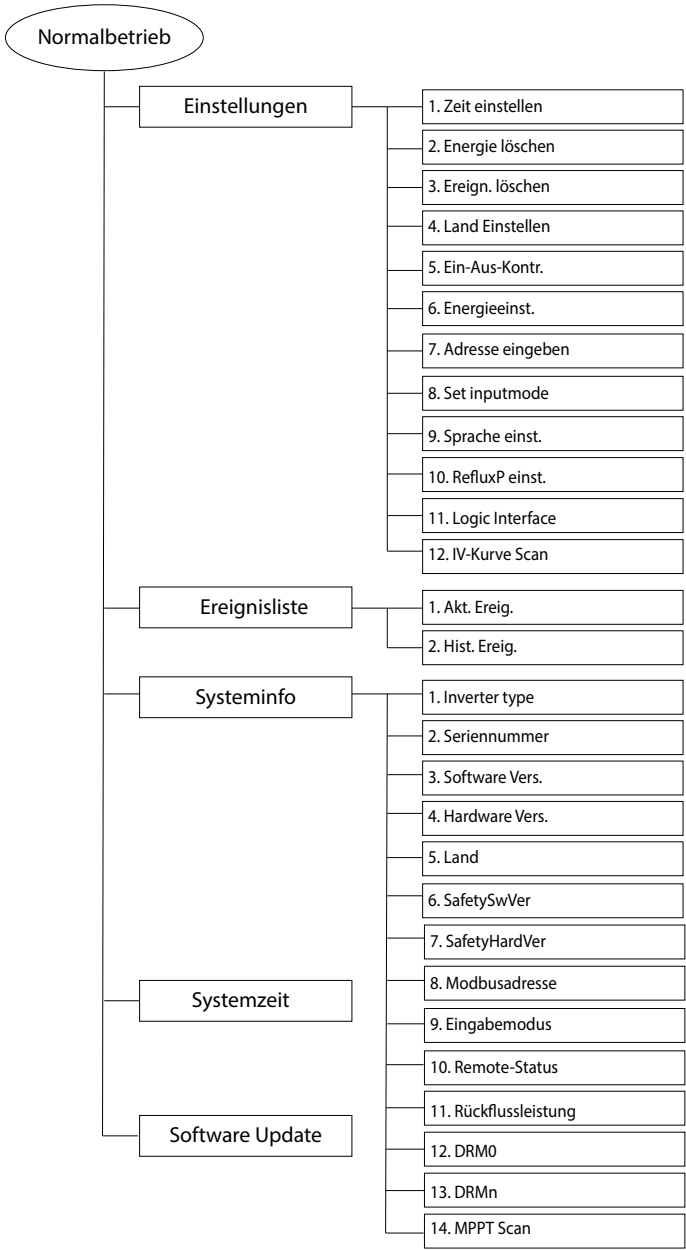 Normalbetrieb
Einstellungen
1. Zeit einstellen
2. Energie löschen
3. Ereign. löschen
4. Land Einstellen
5. Ein-Aus-Kontr.
6. Energieeinst.
7. Adresse eingeben
8. Set inputmode
9. Sprache einst.
10. RefluxP einst.
11. Logic Interface
12. IV-Kurve Scan
Ereignisliste
1. Akt. Ereig.
2. Hist. Ereig.
Systeminfo
1. Inverter type
2. Seriennummer
3. Software Vers.
4. Hardware Vers.
5. Land
6. SafetySwVer
7. SafetyHardVer
8. Modbusadresse
9. Eingabemodus
10. Remote-Status
11. Rückflussleistung
12. DRM0
13. DRMn
14. MPPT Scan
Systemzeit
Software Update